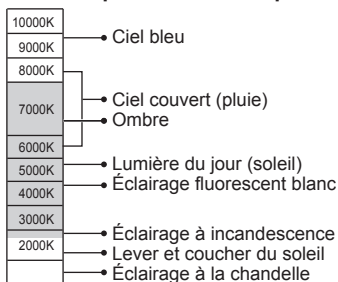 10000K
9000K
Ciel bleu
8000K
7000K
Ciel couvert (pluie)
Ombre
6000K
5000K
Lumière du jour (soleil)
4000K
Éclairage fluorescent blanc
3000K
Éclairage à incandescence
2000K
Lever et coucher du soleil
Éclairage à la chandelle